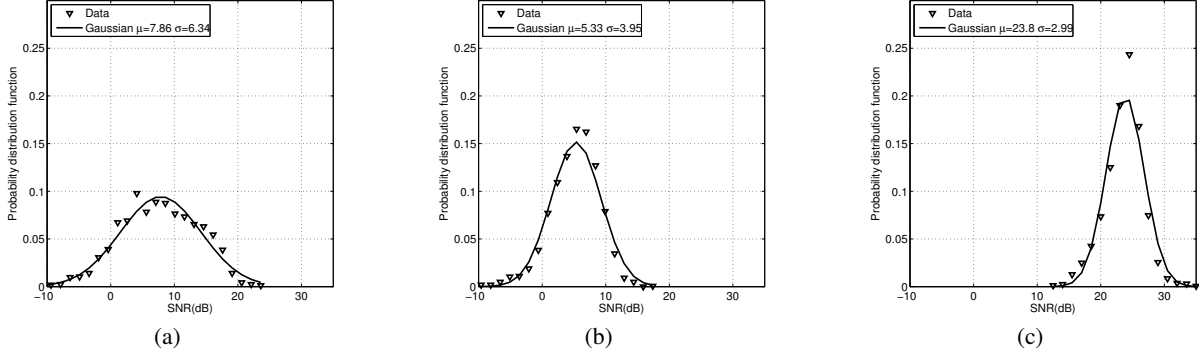 Data
Gaussian μ=7.86 σ=6.34
0.25
0.2
0.15
0.1
0.05
0
−10
0
10
20
30
Probability distribution function
SNR(dB)
(a)
Data
Gaussian μ=5.33 σ=3.95
0.25
0.2
0.15
0.1
0.05
0
−10
0
10
20
30
Probability distribution function
SNR(dB)
(b)
Data
Gaussian μ=23.8 σ=2.99
0.25
0.2
0.15
0.1
0.05
0
−10
0
10
20
30
Probability distribution function
SNR(dB)
(c)